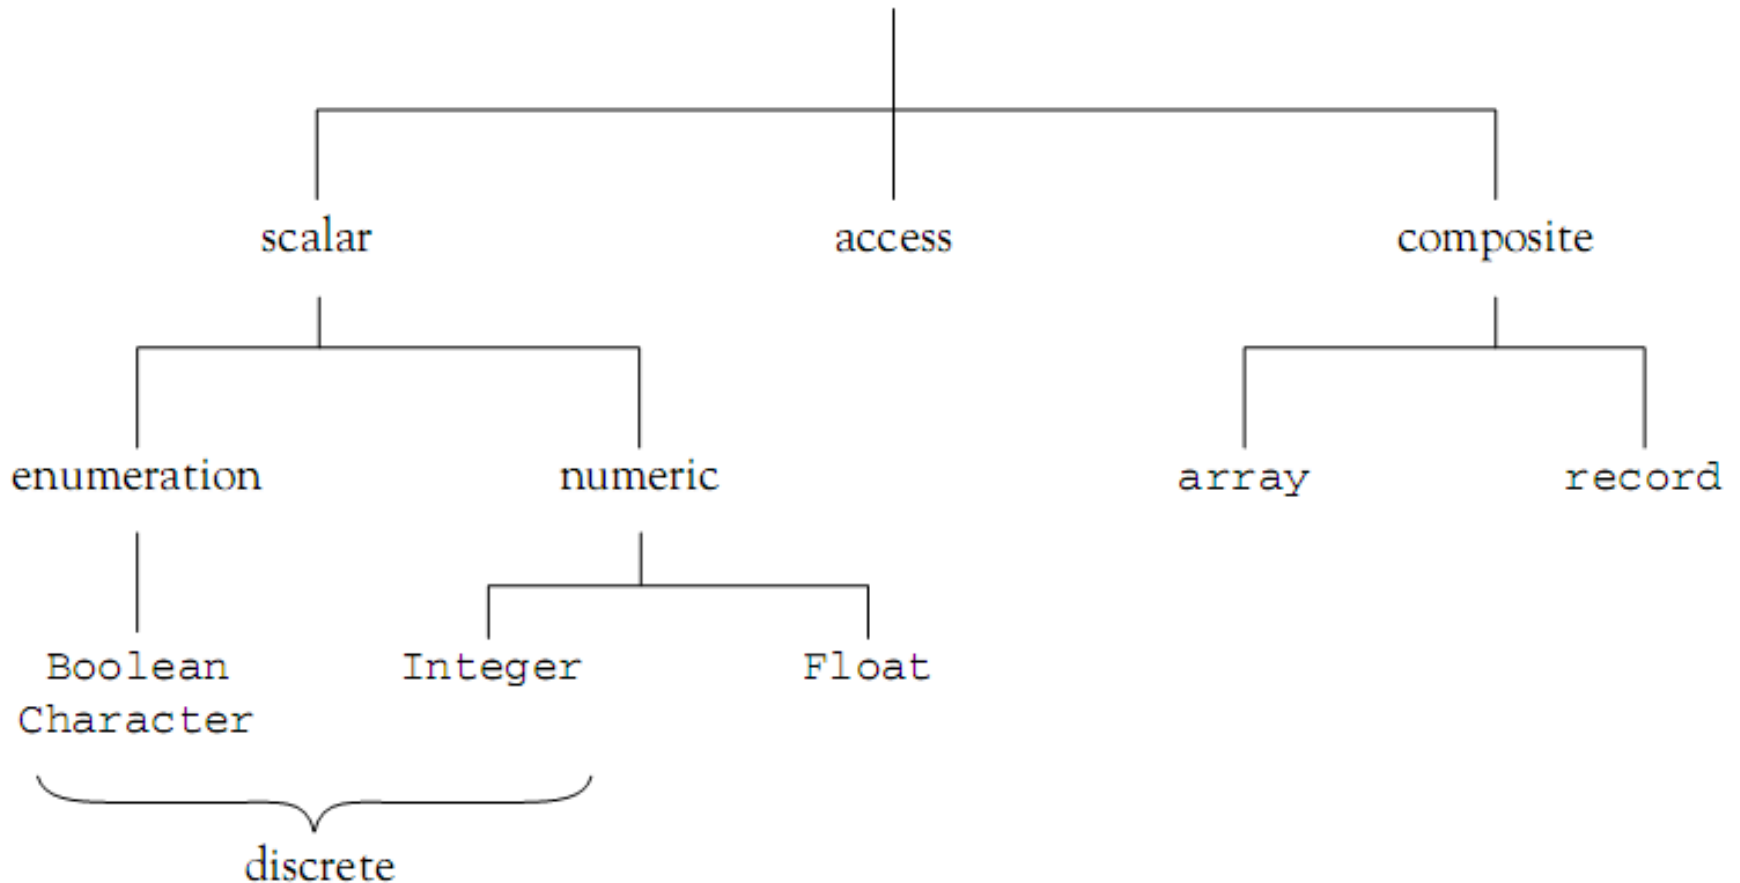 scalar access composite
enumeration numeric array record
Boolean Integer Float
Character
discrete